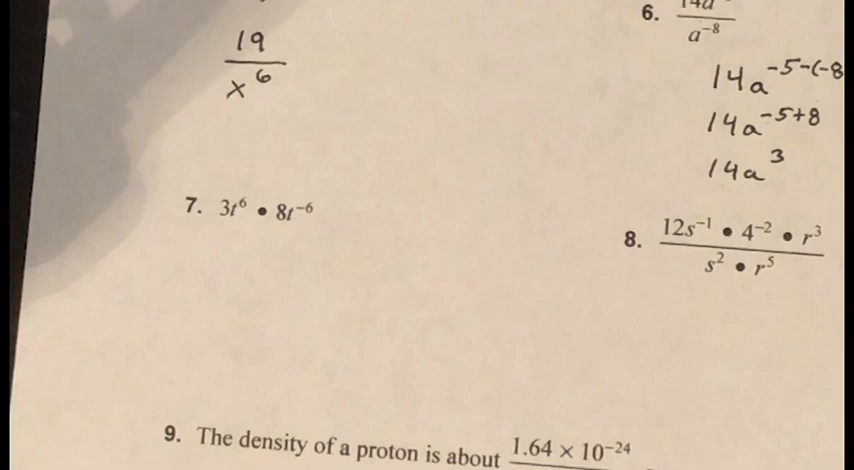 19
x⁶
6. 14a
a⁻⁸
14a⁻⁵⁻⁽⁻⁸
14a⁻⁵⁺⁸
14a³
7. 3t⁶ • 8t⁻⁶
8. 12s⁻¹ • 4⁻² • r³
s² • r⁵
9. The density of a proton is about 1.64 × 10⁻²⁴